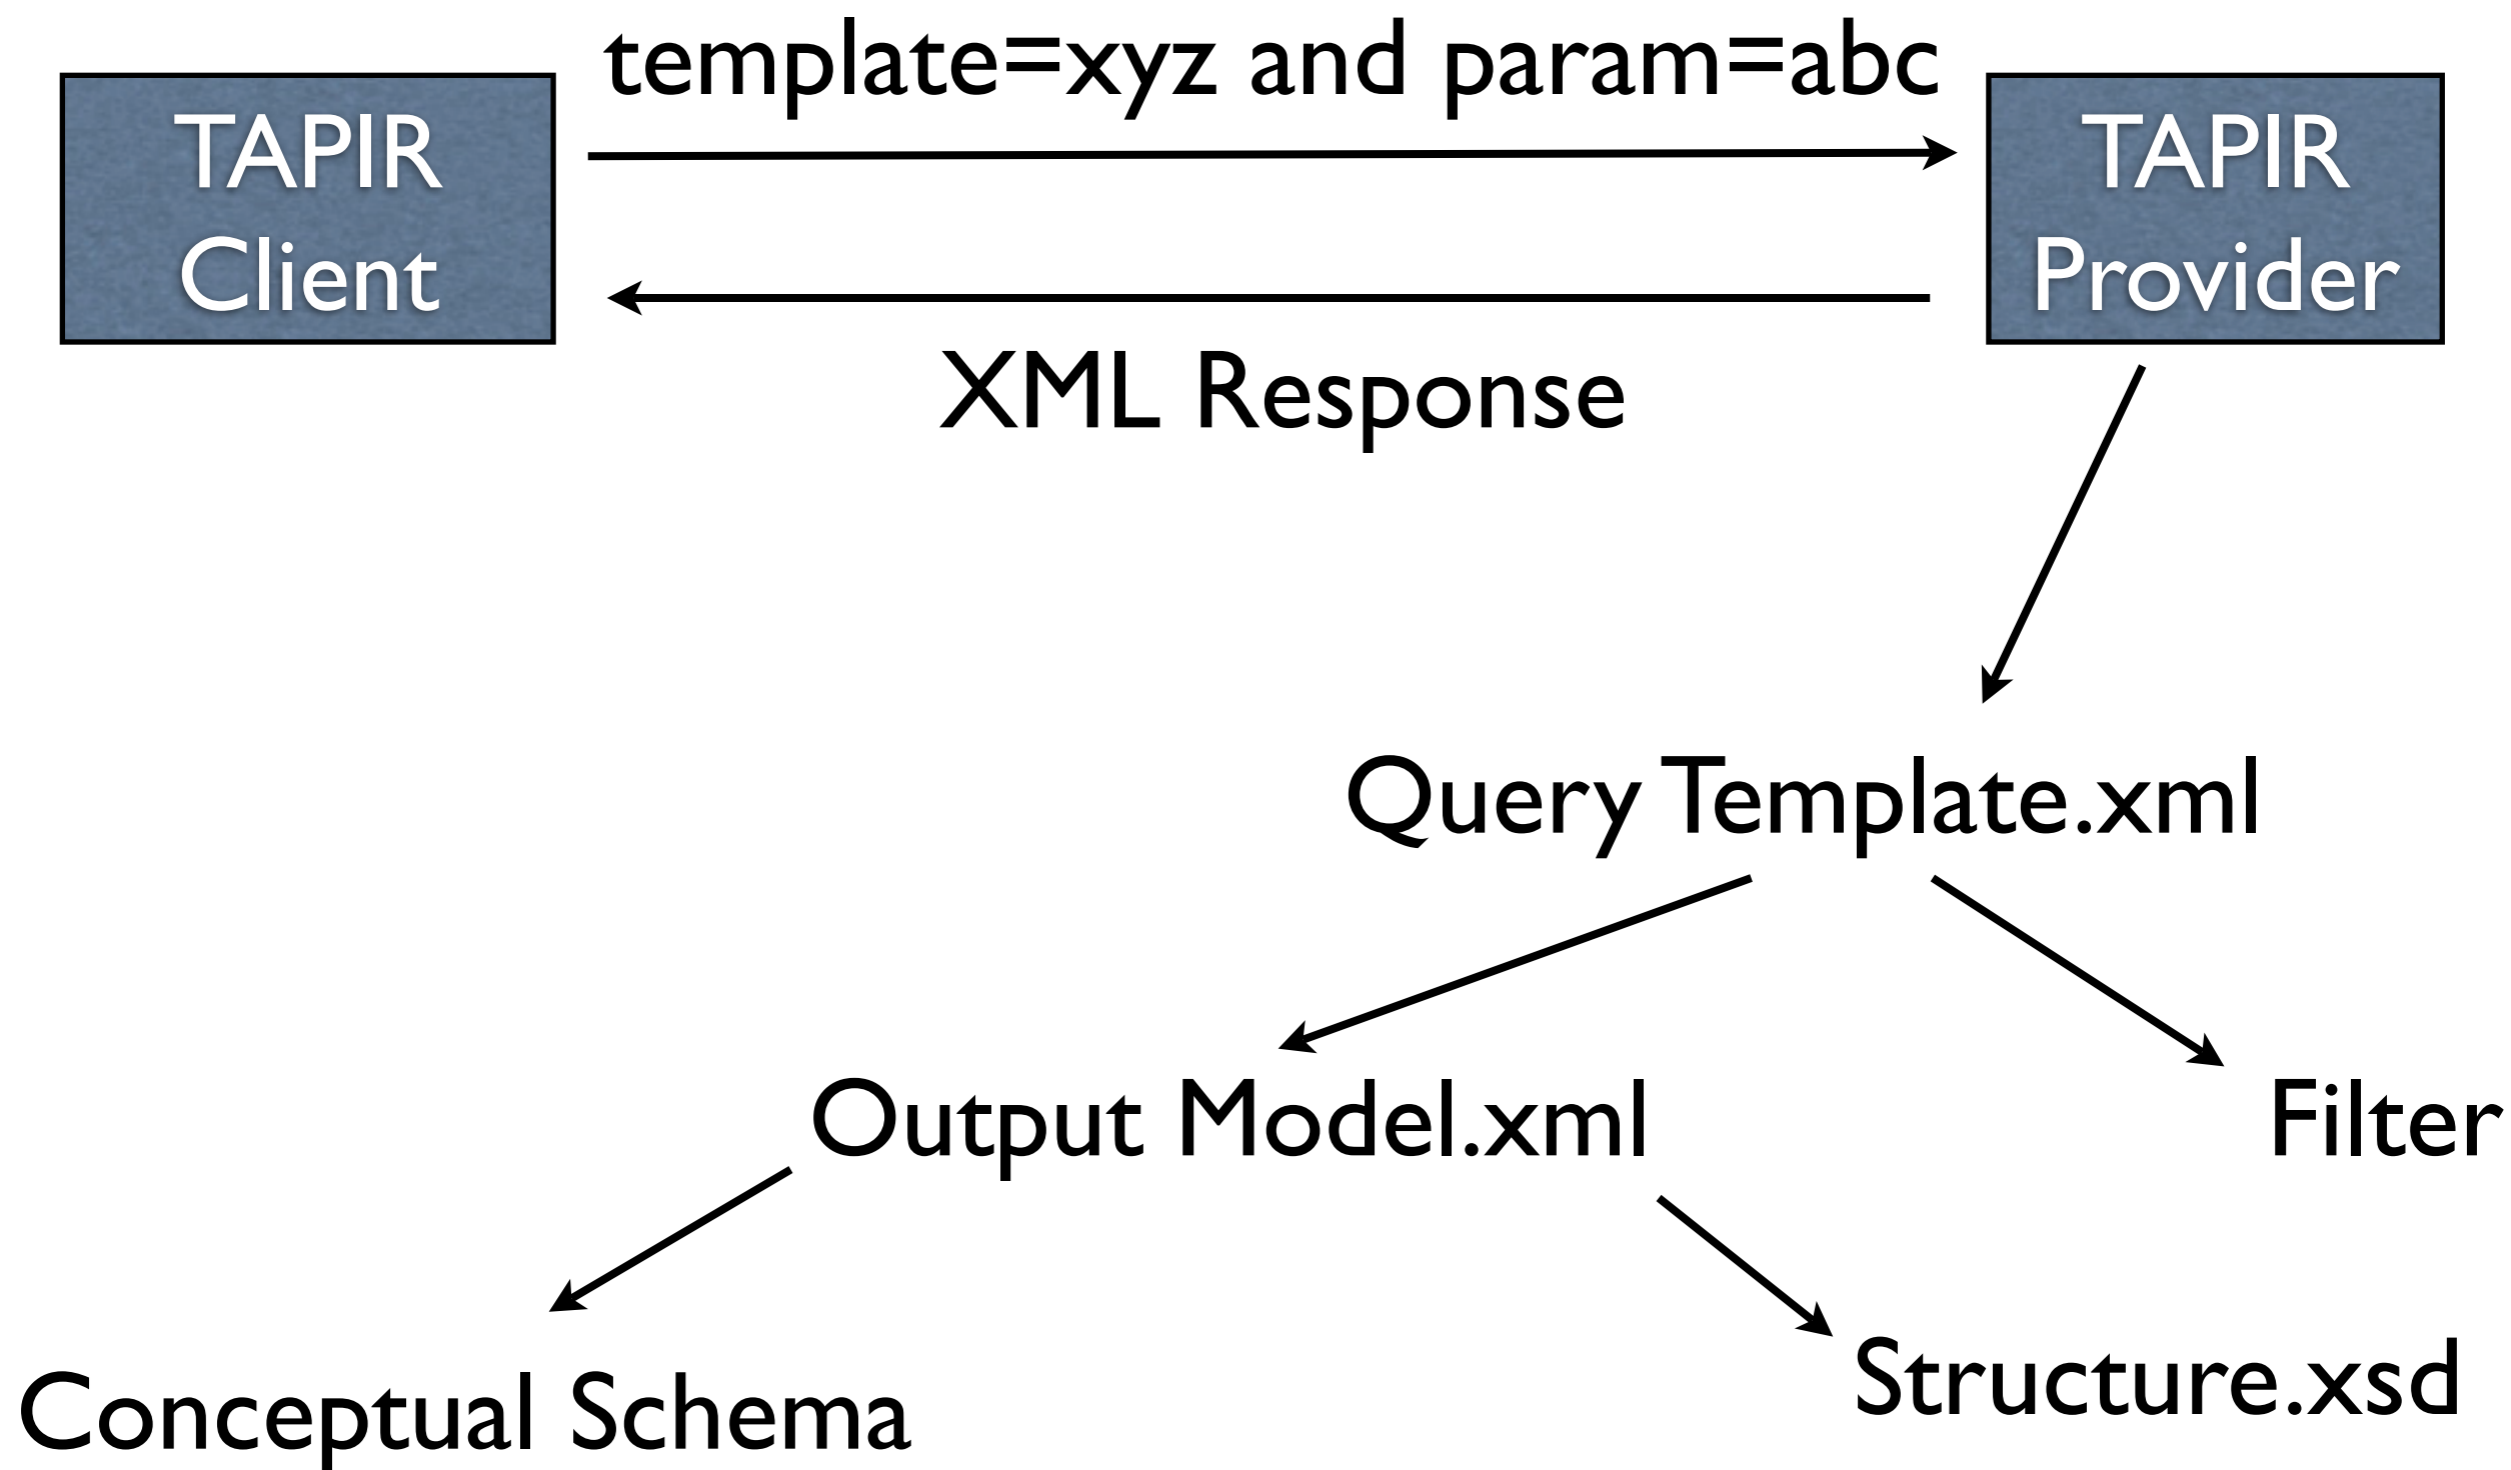 template=xyz and param=abc
TAPIR
Client
TAPIR
Provider
XML Response
Query Template.xml
Output Model.xml
Filter
Conceptual Schema
Structure.xsd